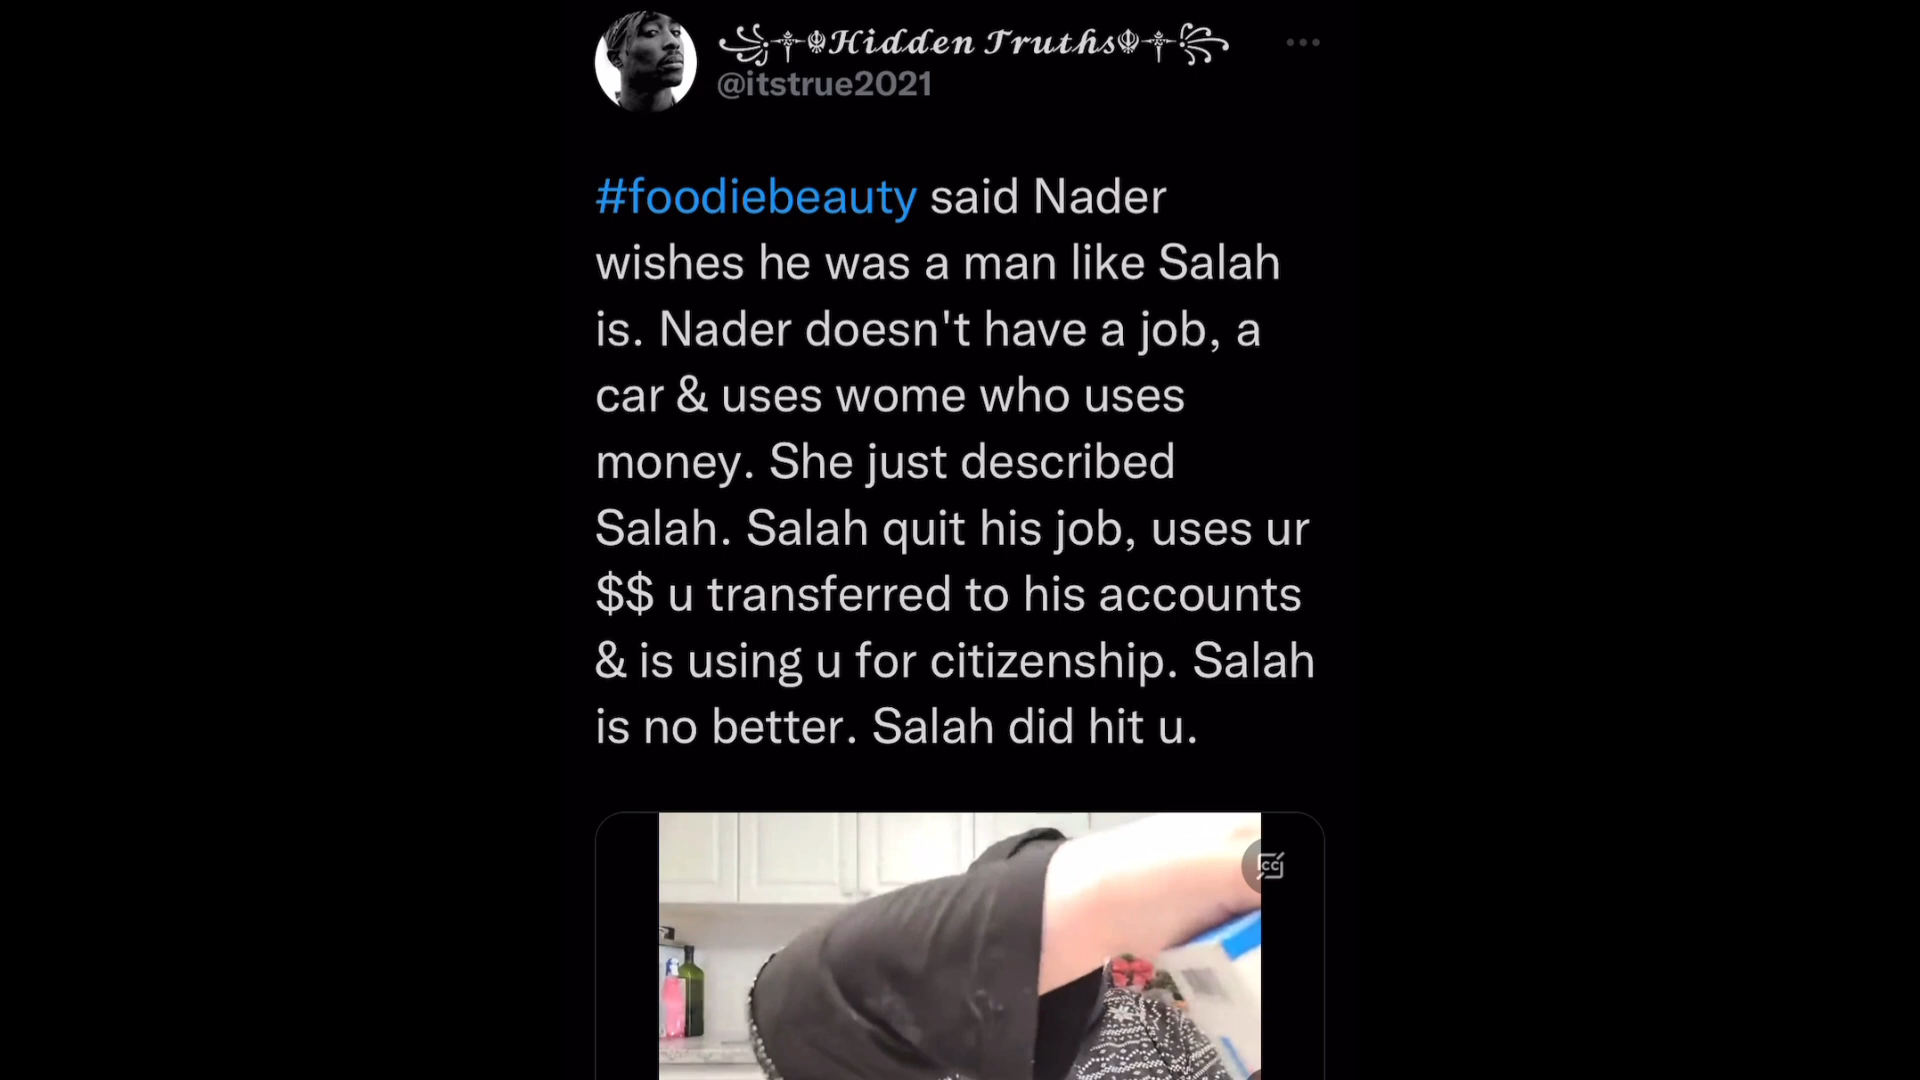 ꧁༒☬Hidden Truths☬༒꧂
@itstrue2021
#foodiebeauty said Nader
wishes he was a man like Salah
is. Nader doesn't have a job, a
car & uses wome who uses
money. She just described
Salah. Salah quit his job, uses ur
$$ u transferred to his accounts
& is using u for citizenship. Salah
is no better. Salah did hit u.
CC